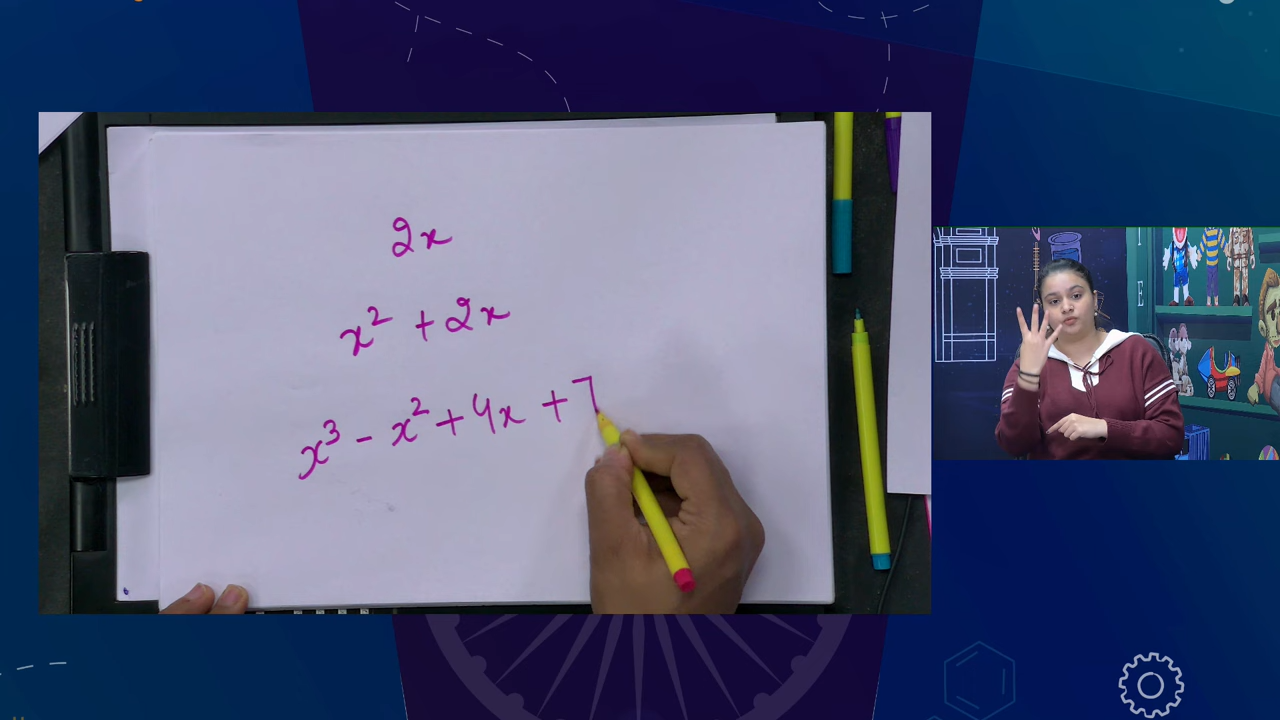 2x
x² + 2x
x³ - x² + 4x + 7
I
E